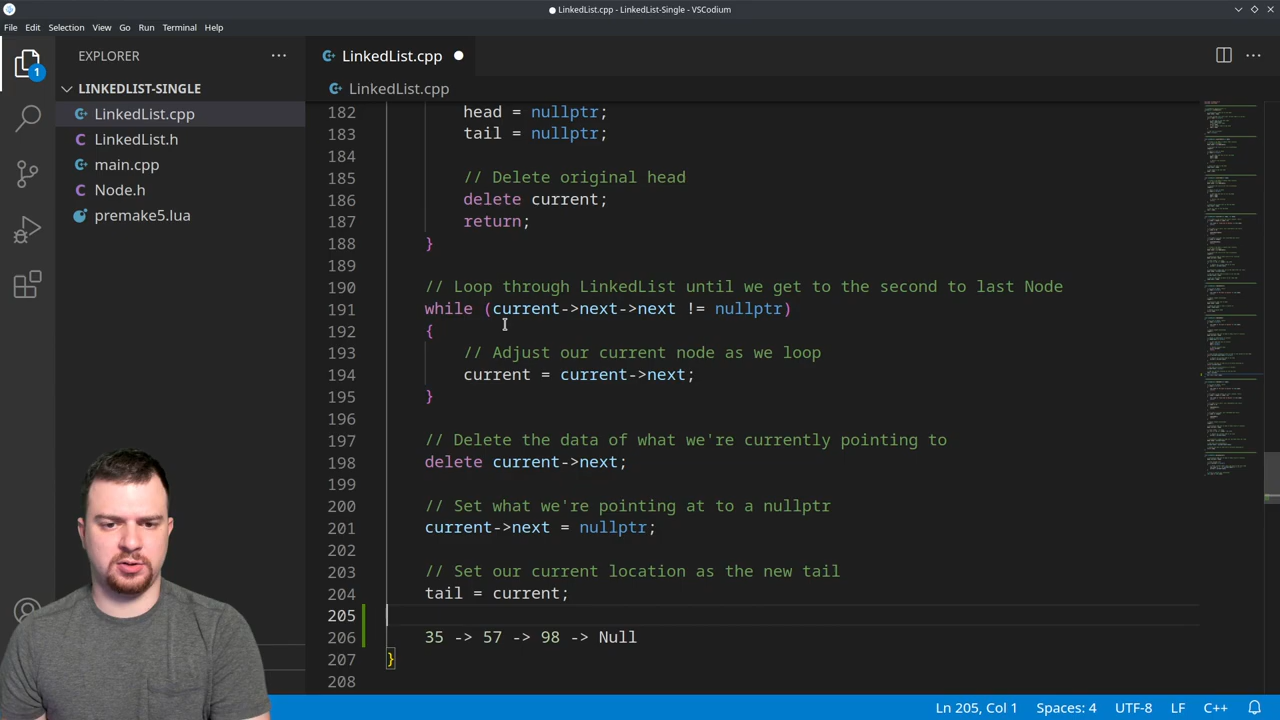 LinkedList.cpp - LinkedList-Single - VSCodium
File Edit Selection View Go Run Terminal Help
EXPLORER
LinkedList.cpp
LINKEDLIST-SINGLE
LinkedList.cpp
LinkedList.cpp
LinkedList.h
main.cpp
Node.h
premake5.lua
1
182 head = nullptr;
183 tail = nullptr;
184
185 // Delete original head
186 delete current;
187 return;
188 }
189
190 // Loop through LinkedList until we get to the second to last Node
191 while (current->next->next != nullptr)
192 {
193 // Adjust our current node as we loop
194 current = current->next;
195 }
196
197 // Delete the data of what we're currently pointing to
198 delete current->next;
199
200 // Set what we're pointing at to a nullptr
201 current->next = nullptr;
202
203 // Set our current location as the new tail
204 tail = current;
205
206 35 -> 57 -> 98 -> Null
207 }
208
Ln 205, Col 1 Spaces: 4 UTF-8 LF C++